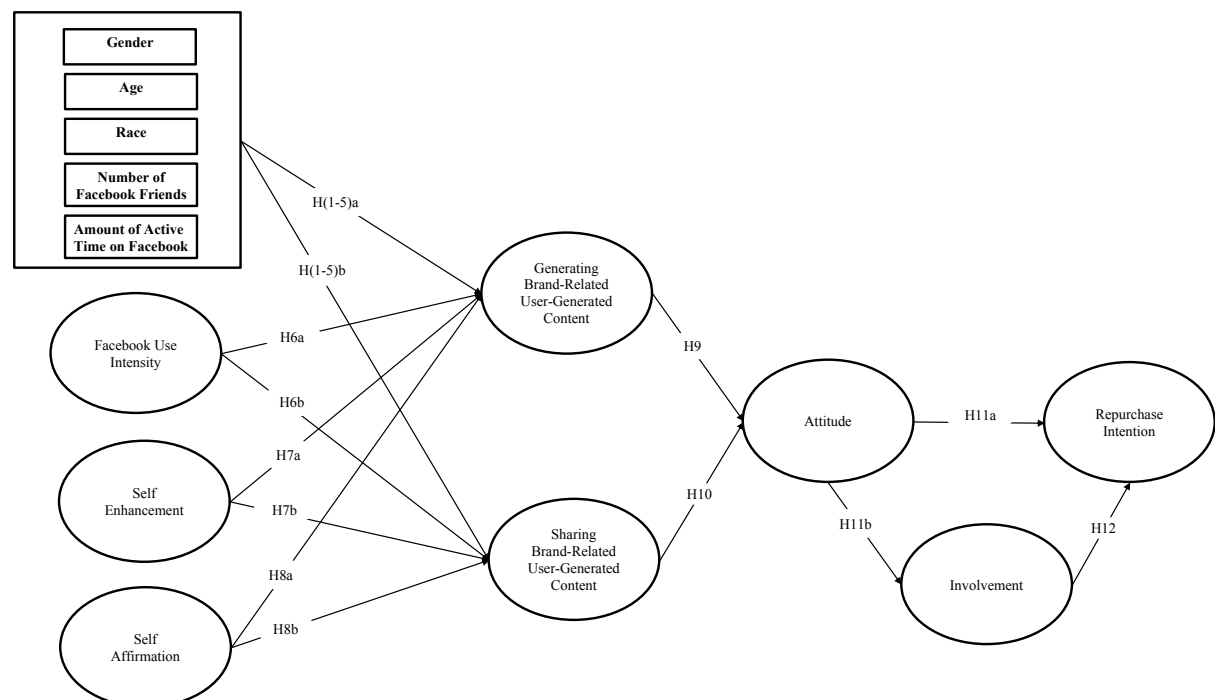 Gender
Age
Race
Number of
Facebook Friends
Amount of Active
Time on Facebook
H(1-5)a
H(1-5)b
Generating
Brand-Related
User-Generated
Content
Facebook Use
Intensity
H6a
H6b
H9
Attitude
H11a
Repurchase
Intention
Self
Enhancement
H7a
H7b
H10
Sharing
Brand-Related
User-Generated
Content
H11b
H12
Involvement
H8a
H8b
Self
Affirmation